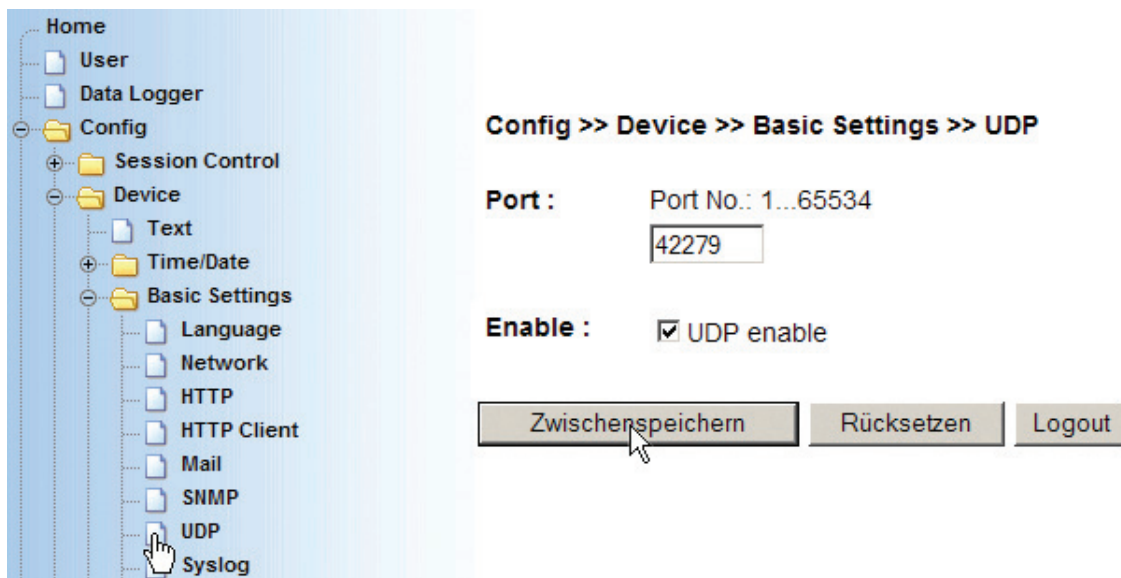 Home
User
Data Logger
Config
Session Control
Device
Text
Time/Date
Basic Settings
Language
Network
HTTP
HTTP Client
Mail
SNMP
UDP
Syslog
Config >> Device >> Basic Settings >> UDP
Port : Port No.: 1...65534
42279
Enable : UDP enable
Zwischenspeichern Rücksetzen Logout